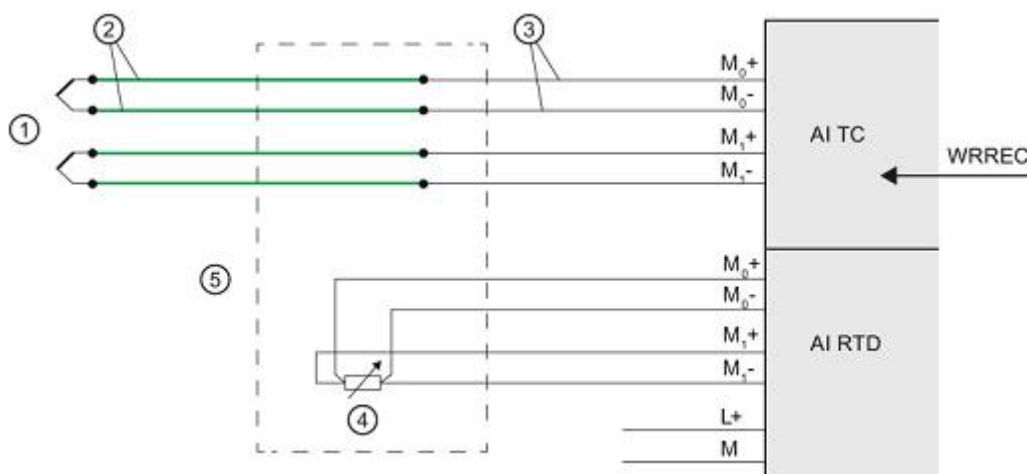 ② ③
M₀+
M₀-
① AI TC
M₁+
M₁-
WRREC
⑤
M₀+
M₀-
M₁+
M₁-
AI RTD
④
L+
M